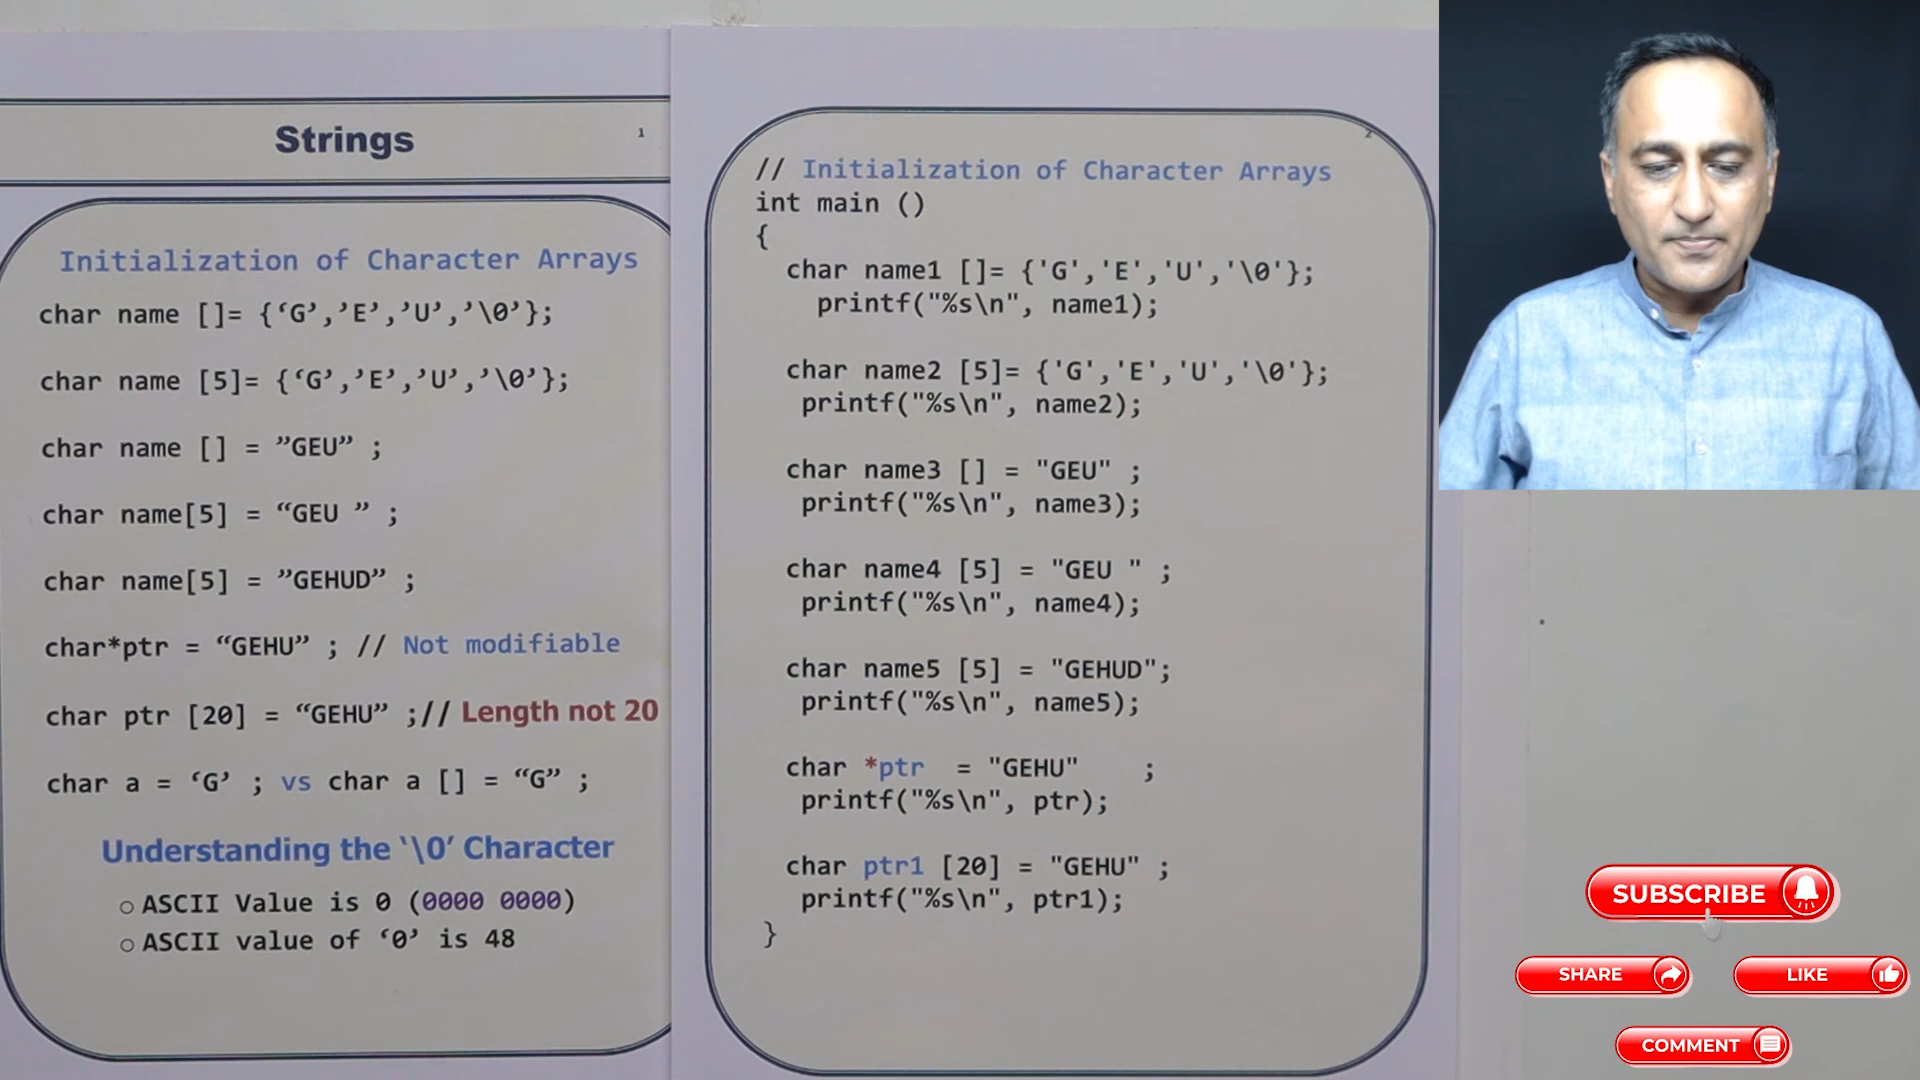 Strings
1
Initialization of Character Arrays
char name []= {‘G’,’E’,’U’,’\0’};
char name [5]= {‘G’,’E’,’U’,’\0’};
char name [] = ”GEU” ;
char name[5] = “GEU ” ;
char name[5] = ”GEHUD” ;
char*ptr = “GEHU” ; // Not modifiable
char ptr [20] = “GEHU” ;// Length not 20
char a = ‘G’ ; vs char a [] = “G” ;
Understanding the ‘\0’ Character
○ ASCII Value is 0 (0000 0000)
○ ASCII value of ‘0’ is 48
2
// Initialization of Character Arrays
int main ()
{
char name1 []= {'G','E','U','\0'};
printf("%s\n", name1);
char name2 [5]= {'G','E','U','\0'};
printf("%s\n", name2);
char name3 [] = "GEU" ;
printf("%s\n", name3);
char name4 [5] = "GEU " ;
printf("%s\n", name4);
char name5 [5] = "GEHUD";
printf("%s\n", name5);
char *ptr = "GEHU" ;
printf("%s\n", ptr);
char ptr1 [20] = "GEHU" ;
printf("%s\n", ptr1);
}
SUBSCRIBE
SHARE
LIKE
COMMENT